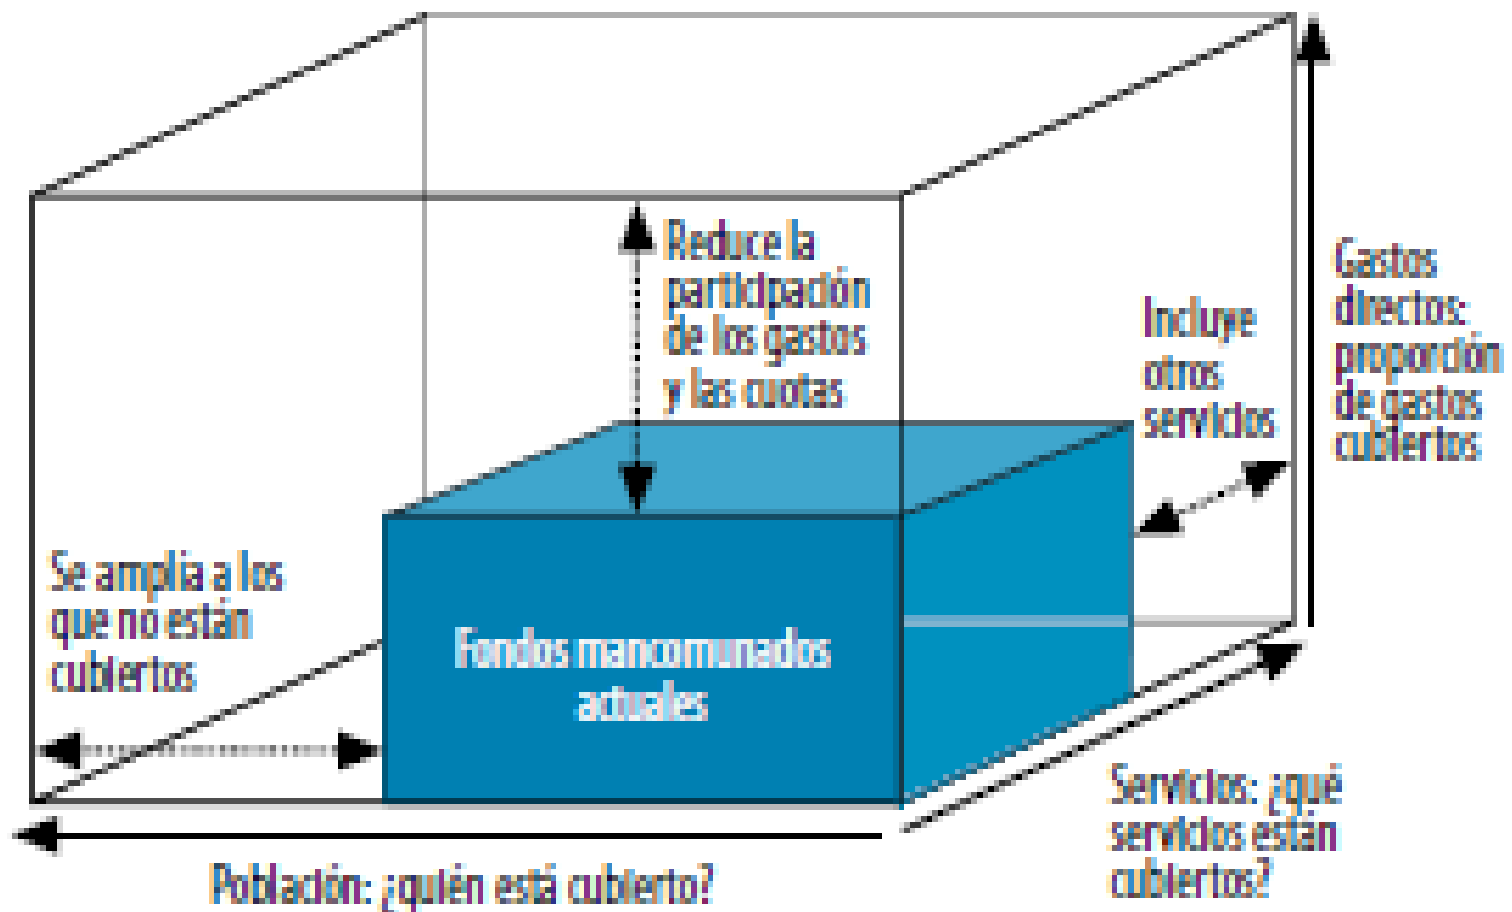 Reduce la
participación
de los gastos
y las cuotas
Gastos
directos:
proporción
de gastos
cubiertos
Incluye
otros
servicios
Se amplía a los
que no están
cubiertos
Fondos mancomunados
actuales
Servicios: ¿qué
servicios están
cubiertos?
Población: ¿quién está cubierto?